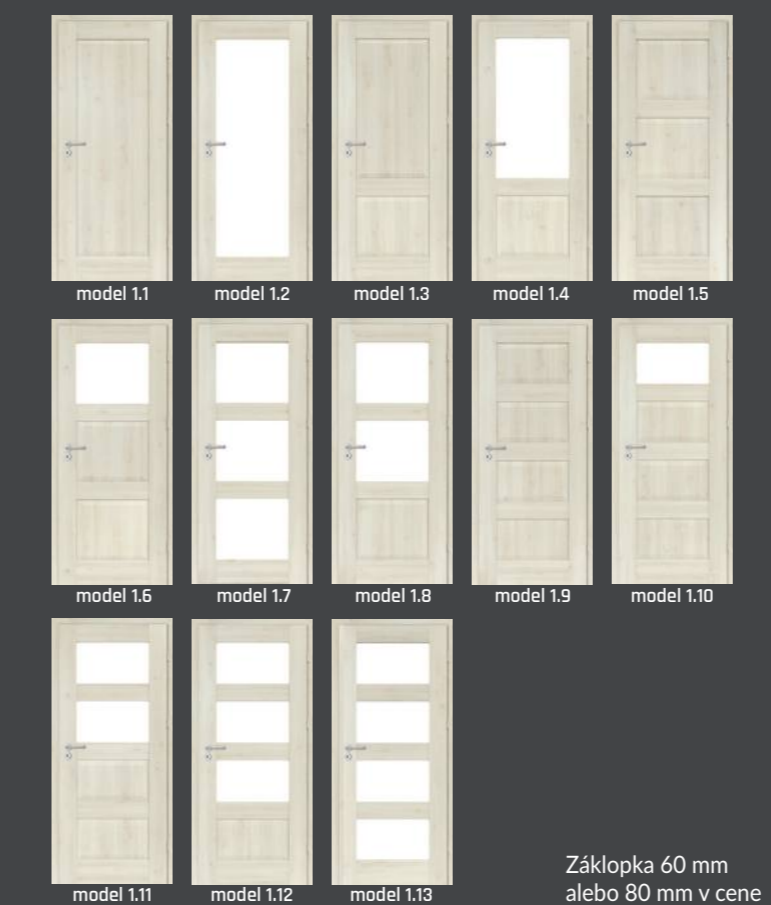 model 1.1
model 1.2
model 1.3
model 1.4
model 1.5
model 1.6
model 1.7
model 1.8
model 1.9
model 1.10
model 1.11
model 1.12
model 1.13
Záklopka 60 mm
alebo 80 mm v cene